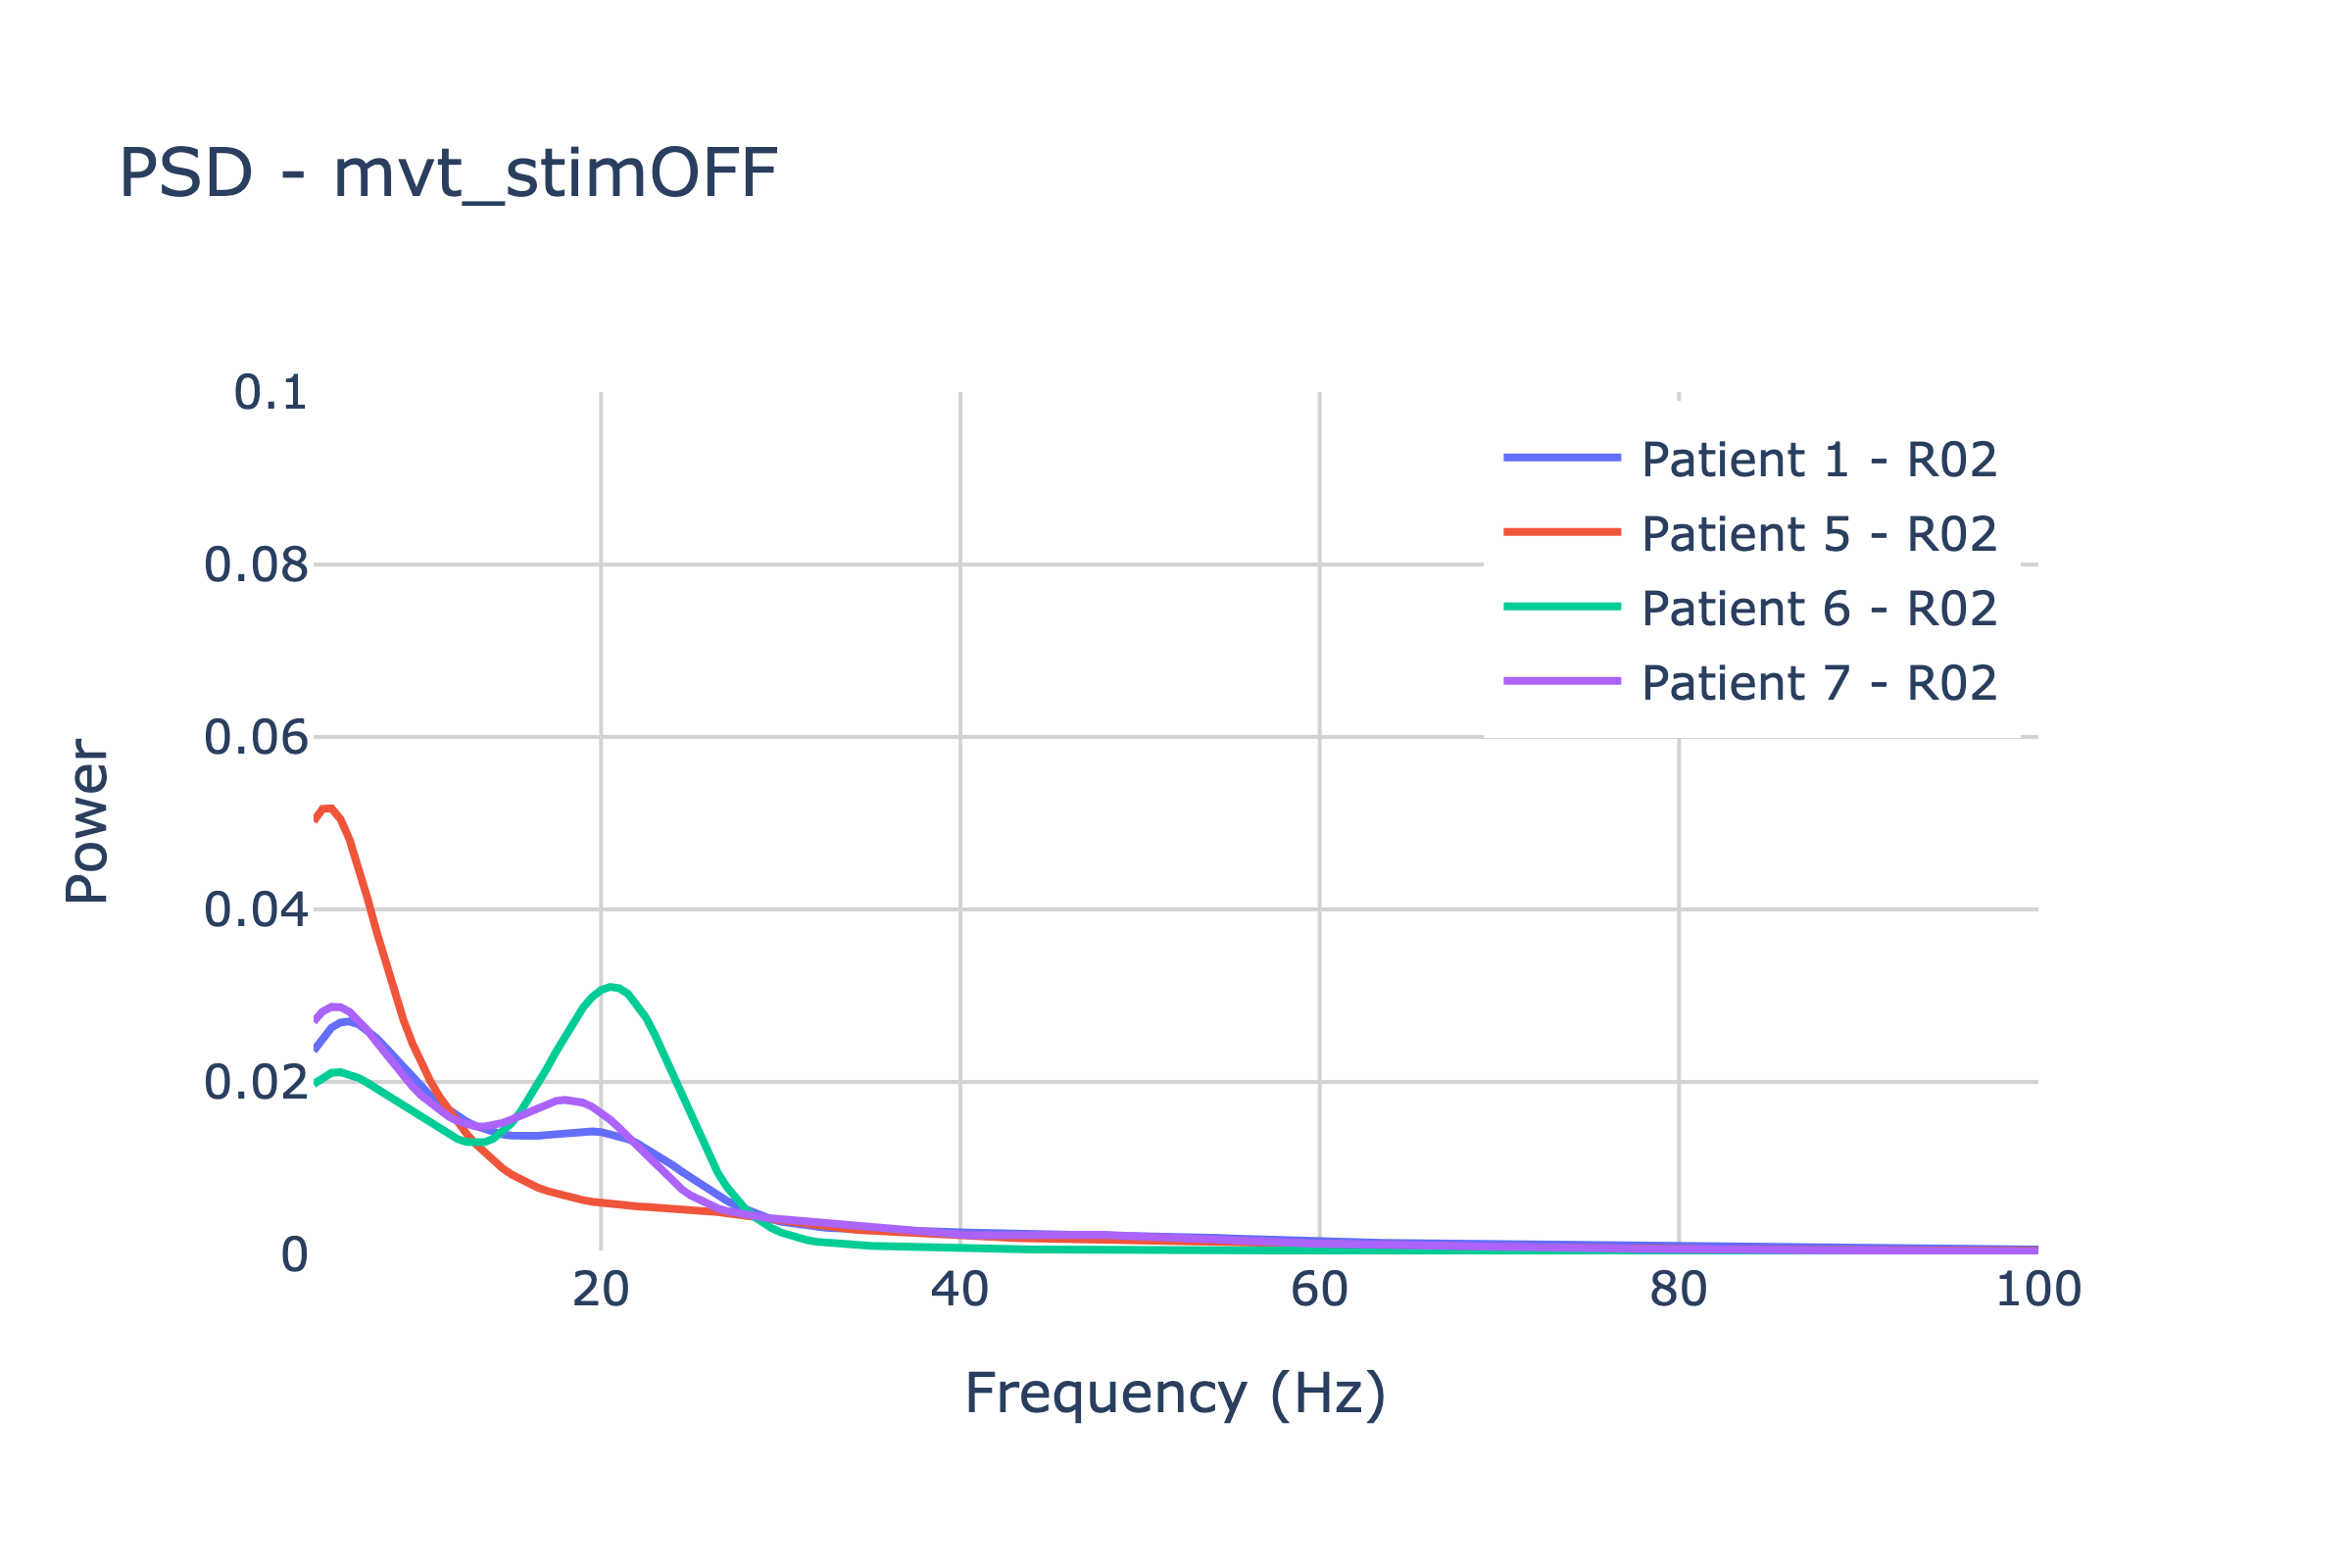 PSD - mvt_stimOFF
0.1
0.08
0.06
0.04
0.02
0
Power
20 40 60 80 100
Frequency (Hz)
Patient 1 - R02
Patient 5 - R02
Patient 6 - R02
Patient 7 - R02